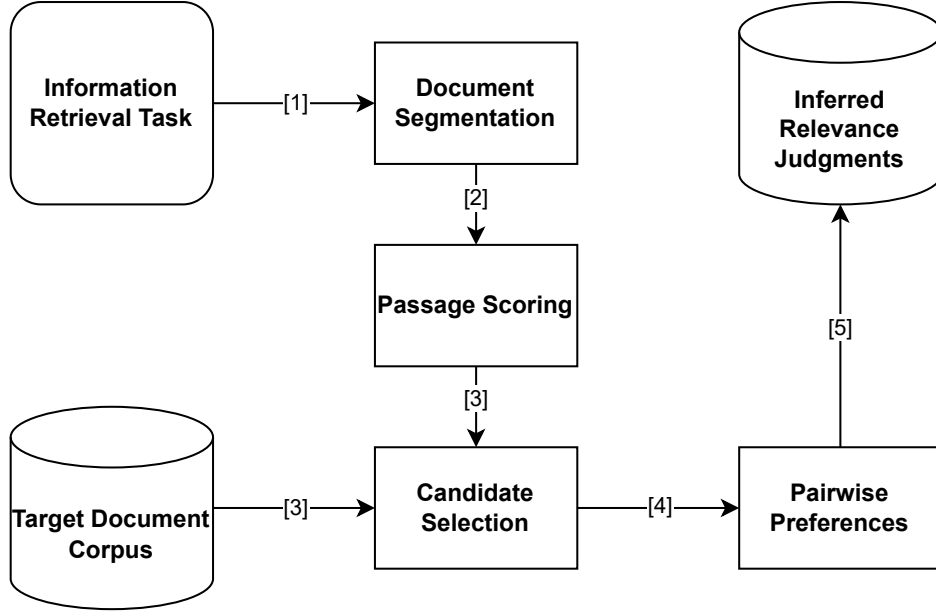 Information
Retrieval Task
[1]
Document
Segmentation
Inferred
Relevance
Judgments
[2]
Passage Scoring
[5]
[3]
Target Document
Corpus
[3]
Candidate
Selection
[4]
Pairwise
Preferences